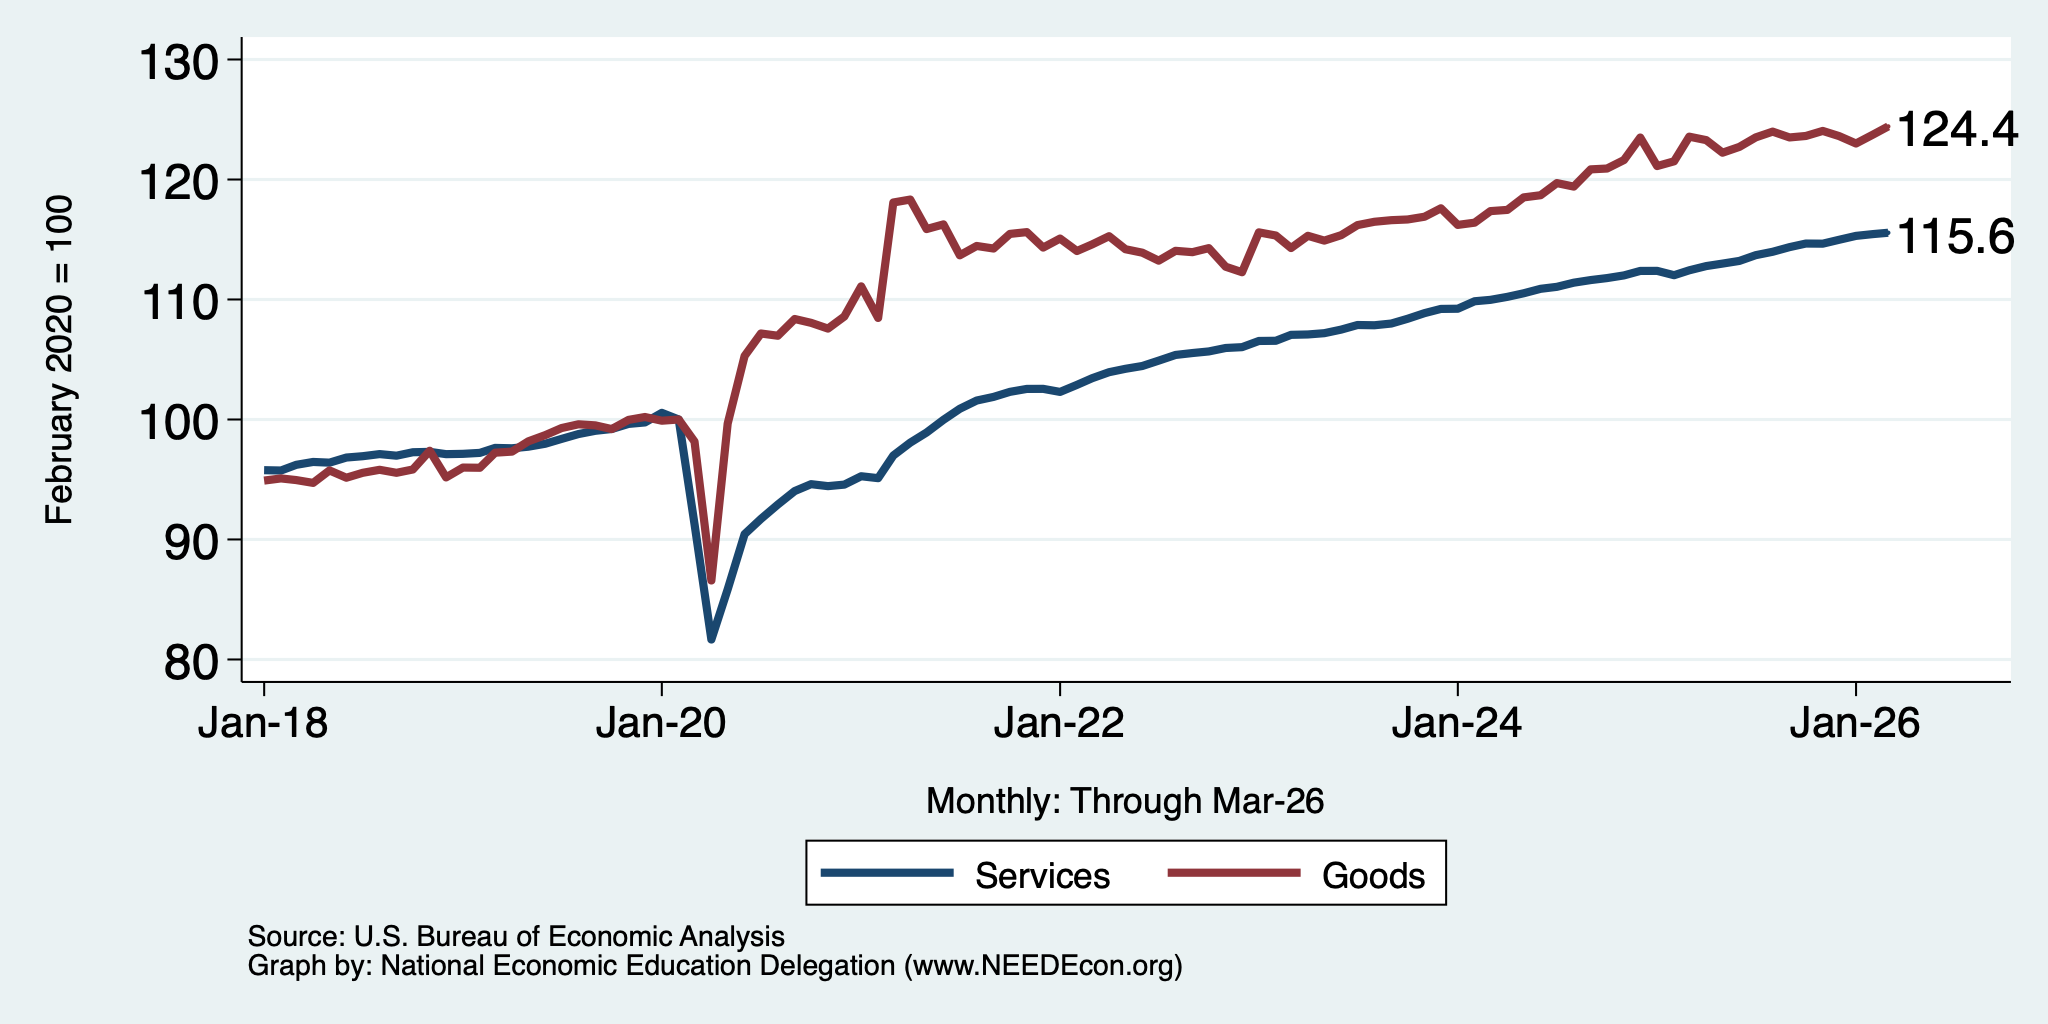 130
120
110
100
90
80
February 2020 = 100
124.4
115.6
Jan-18
Jan-20
Jan-22
Jan-24
Jan-26
Monthly: Through Mar-26
Services
Goods
Source: U.S. Bureau of Economic Analysis
Graph by: National Economic Education Delegation (www.NEEDEcon.org)